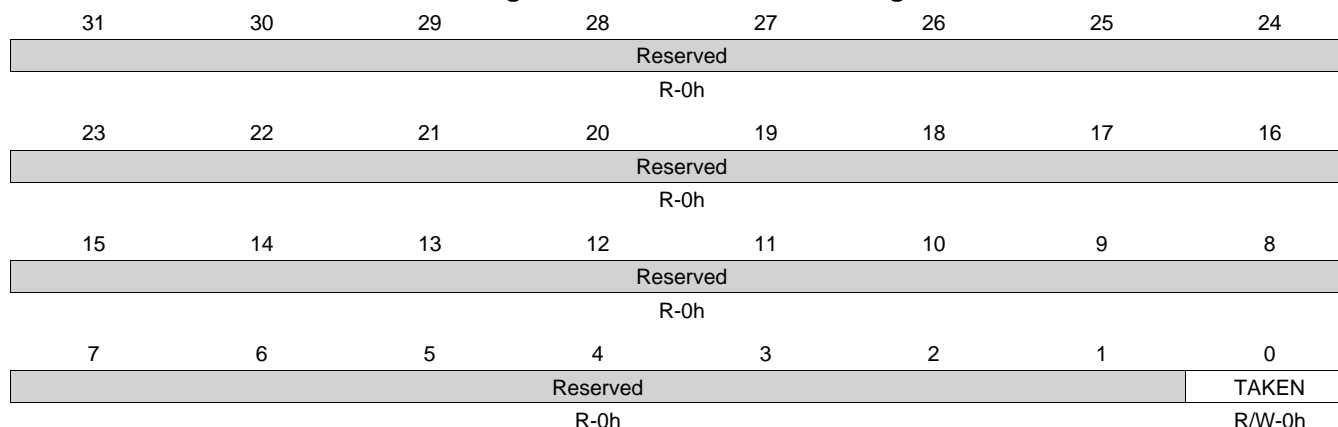 31 30 29 28 27 26 25 24
Reserved
R-0h
23 22 21 20 19 18 17 16
Reserved
R-0h
15 14 13 12 11 10 9 8
Reserved
R-0h
7 6 5 4 3 2 1 0
Reserved TAKEN
R-0h R/W-0h